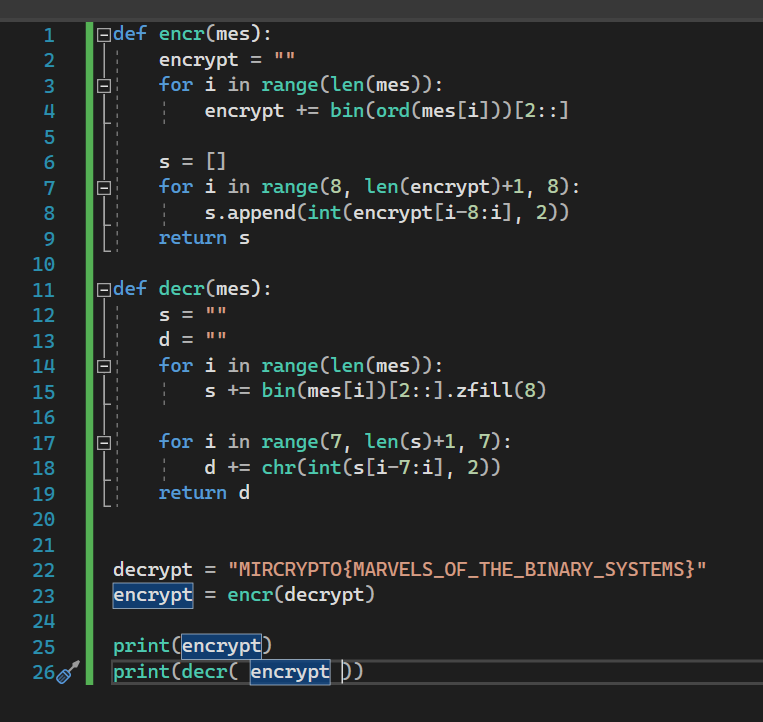 1 def encr(mes):
2     encrypt = ""
3     for i in range(len(mes)):
4         encrypt += bin(ord(mes[i]))[2::]
5
6     s = []
7     for i in range(8, len(encrypt)+1, 8):
8         s.append(int(encrypt[i-8:i], 2))
9     return s
10
11 def decr(mes):
12     s = ""
13     d = ""
14     for i in range(len(mes)):
15         s += bin(mes[i])[2::].zfill(8)
16
17     for i in range(7, len(s)+1, 7):
18         d += chr(int(s[i-7:i], 2))
19     return d
20
21
22 decrypt = "MIRCRYPTO{MARVELS_OF_THE_BINARY_SYSTEMS}"
23 encrypt = encr(decrypt)
24
25 print(encrypt)
26 print(decr( encrypt ))